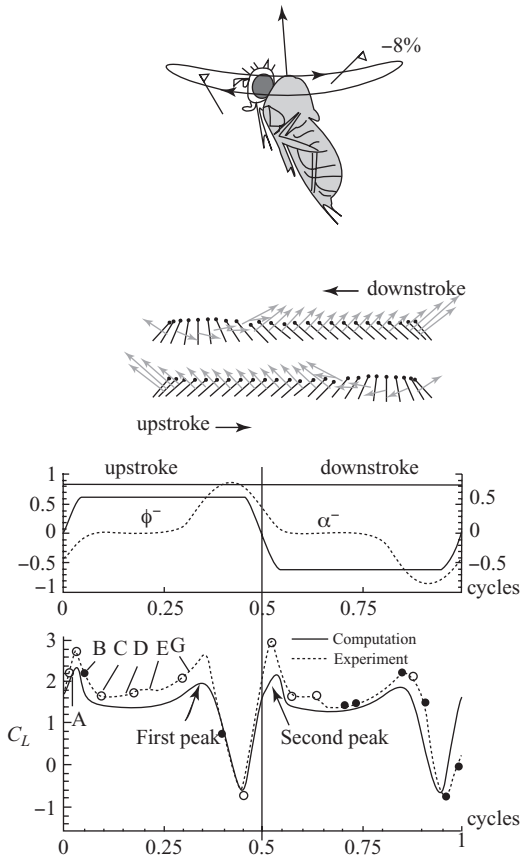 −8%
downstroke
upstroke
upstroke downstroke
1 1
0.5 0.5
ϕ− α−
0 0
−0.5 −0.5
−1
cycles
0 0.25 0.5 0.75 1
3
B C D E G
Computation
Experiment
2
A
1
First peak Second peak
C_L
0
−1
cycles
0 0.25 0.5 0.75 1